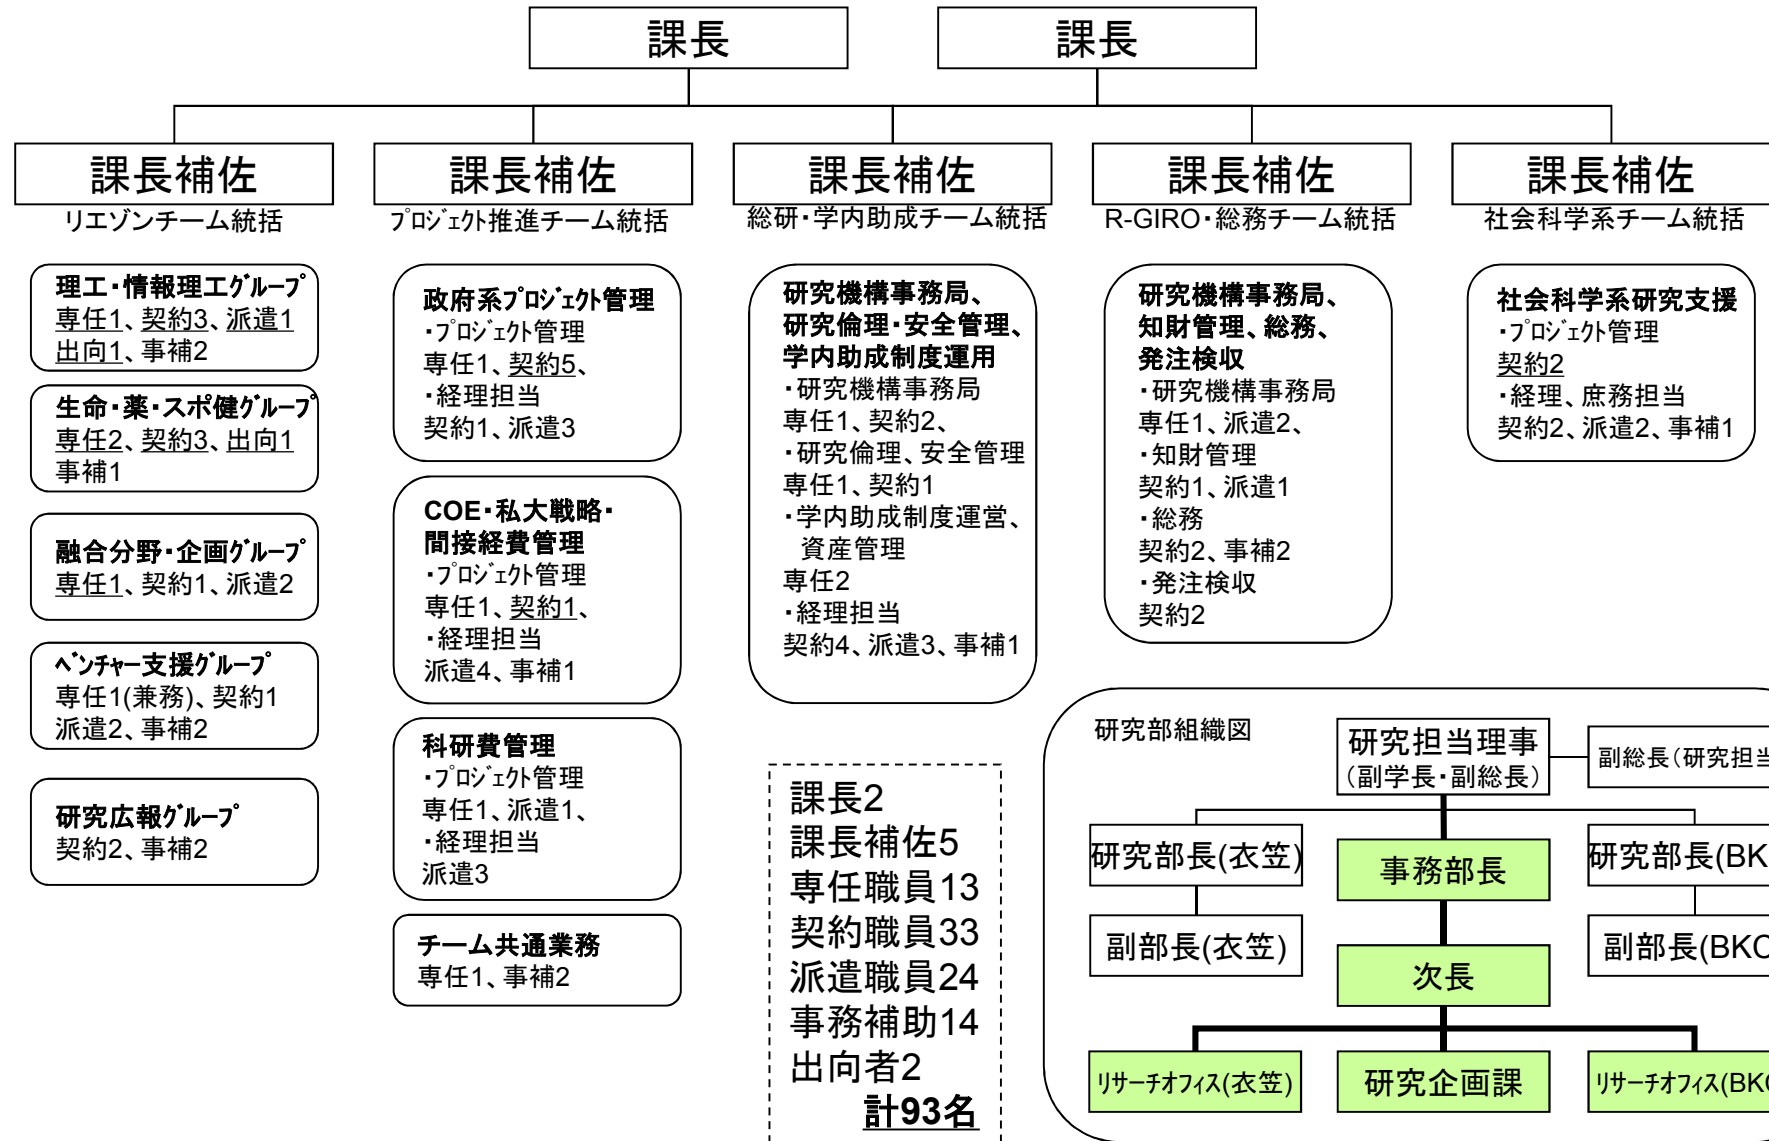 課長
課長
課長補佐
リエゾンチーム統括
課長補佐
プロジェクト推進チーム統括
課長補佐
総研・学内助成チーム統括
課長補佐
R-GIRO・総務チーム統括
課長補佐
社会科学系チーム統括
理工・情報理工グループ
専任1、契約3、派遣1
出向1、事補2
生命・薬・スポ健グループ
専任2、契約3、出向1
事補1
融合分野・企画グループ
専任1、契約1、派遣2
ベンチャー支援グループ
専任1(兼務)、契約1
派遣2、事補2
研究広報グループ
契約2、事補2
政府系プロジェクト管理
・プロジェクト管理
専任1、契約5、
・経理担当
契約1、派遣3
COE・私大戦略・
間接経費管理
・プロジェクト管理
専任1、契約1、
・経理担当
派遣4、事補1
科研費管理
・プロジェクト管理
専任1、派遣1、
・経理担当
派遣3
チーム共通業務
専任1、事補2
研究機構事務局、
研究倫理・安全管理、
学内助成制度運用
・研究機構事務局
専任1、契約2、
・研究倫理、安全管理
専任1、契約1
・学内助成制度運営、
資産管理
専任2
・経理担当
契約4、派遣3、事補1
研究機構事務局、
知財管理、総務、
発注検収
・研究機構事務局
専任1、派遣2、
・知財管理
契約1、派遣1
・総務
契約2、事補2
・発注検収
契約2
社会科学系研究支援
・プロジェクト管理
契約2
・経理、庶務担当
契約2、派遣2、事補1
課長2
課長補佐5
専任職員13
契約職員33
派遣職員24
事務補助14
出向者2
計93名
研究部組織図
研究担当理事
(副学長・副総長)
副総長(研究担当
研究部長(衣笠)
事務部長
研究部長(BK
副部長(衣笠)
次長
副部長(BKC
リサーチオフィス(衣笠)
研究企画課
リサーチオフィス(BKC